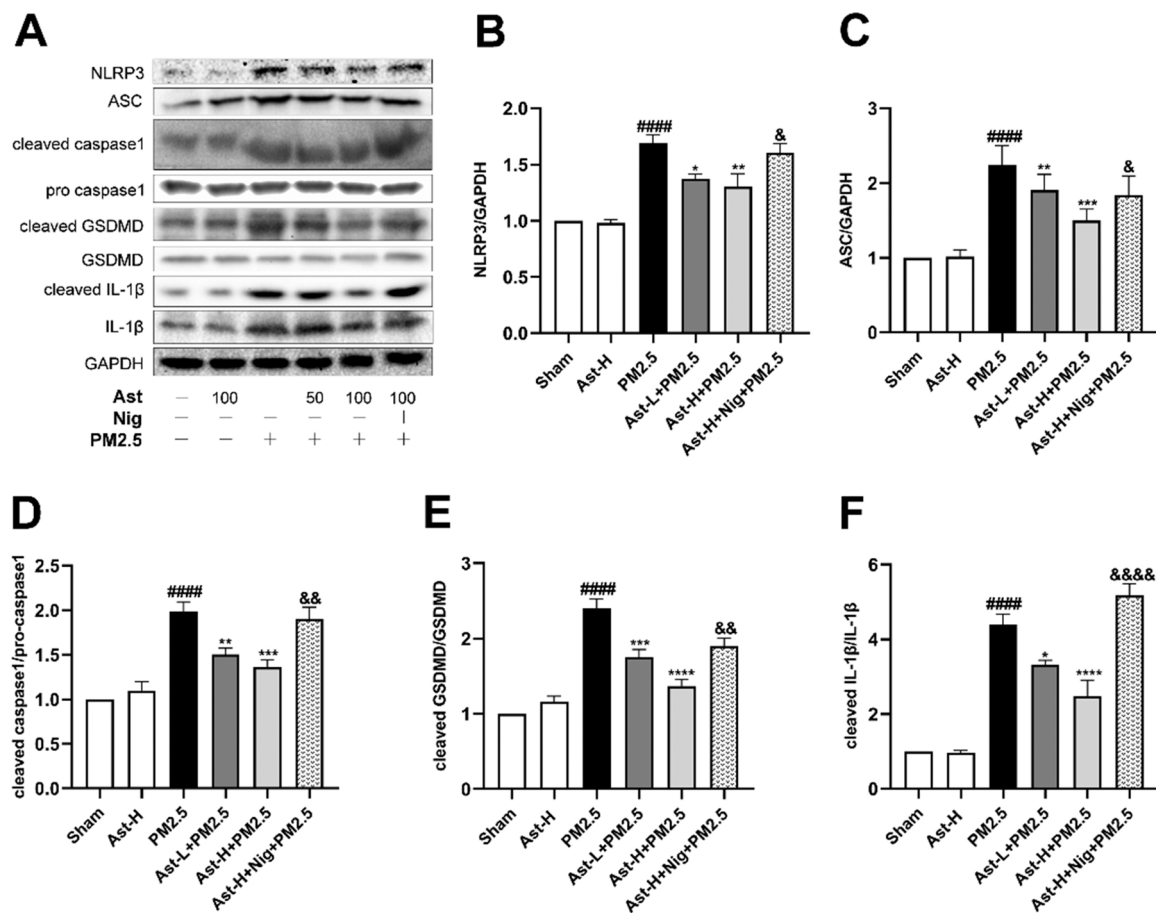 A
NLRP3
ASC
cleaved caspase1
pro caspase1
cleaved GSDMD
GSDMD
cleaved IL-1β
IL-1β
GAPDH
Ast — 100 — 50 100 100
Nig — — — — — |
PM2.5 — — + + + +
B
NLRP3/GAPDH
2.0
1.5
1.0
0.5
0.0
####
*
**
&
Sham
Ast-H
PM2.5
Ast-L+PM2.5
Ast-H+PM2.5
Ast-H+Nig+PM2.5
C
ASC/GAPDH
3
2
1
0
####
**
***
&
Sham
Ast-H
PM2.5
Ast-L+PM2.5
Ast-H+PM2.5
Ast-H+Nig+PM2.5
D
cleaved caspase1/pro-caspase1
2.5
2.0
1.5
1.0
0.5
0.0
####
**
***
&&
Sham
Ast-H
PM2.5
Ast-L+PM2.5
Ast-H+PM2.5
Ast-H+Nig+PM2.5
E
cleaved GSDMD/GSDMD
3
2
1
0
####
***
****
&&
Sham
Ast-H
PM2.5
Ast-L+PM2.5
Ast-H+PM2.5
Ast-H+Nig+PM2.5
F
cleaved IL-1β/IL-1β
6
4
2
0
####
*
****
&&&&
Sham
Ast-H
PM2.5
Ast-L+PM2.5
Ast-H+PM2.5
Ast-H+Nig+PM2.5